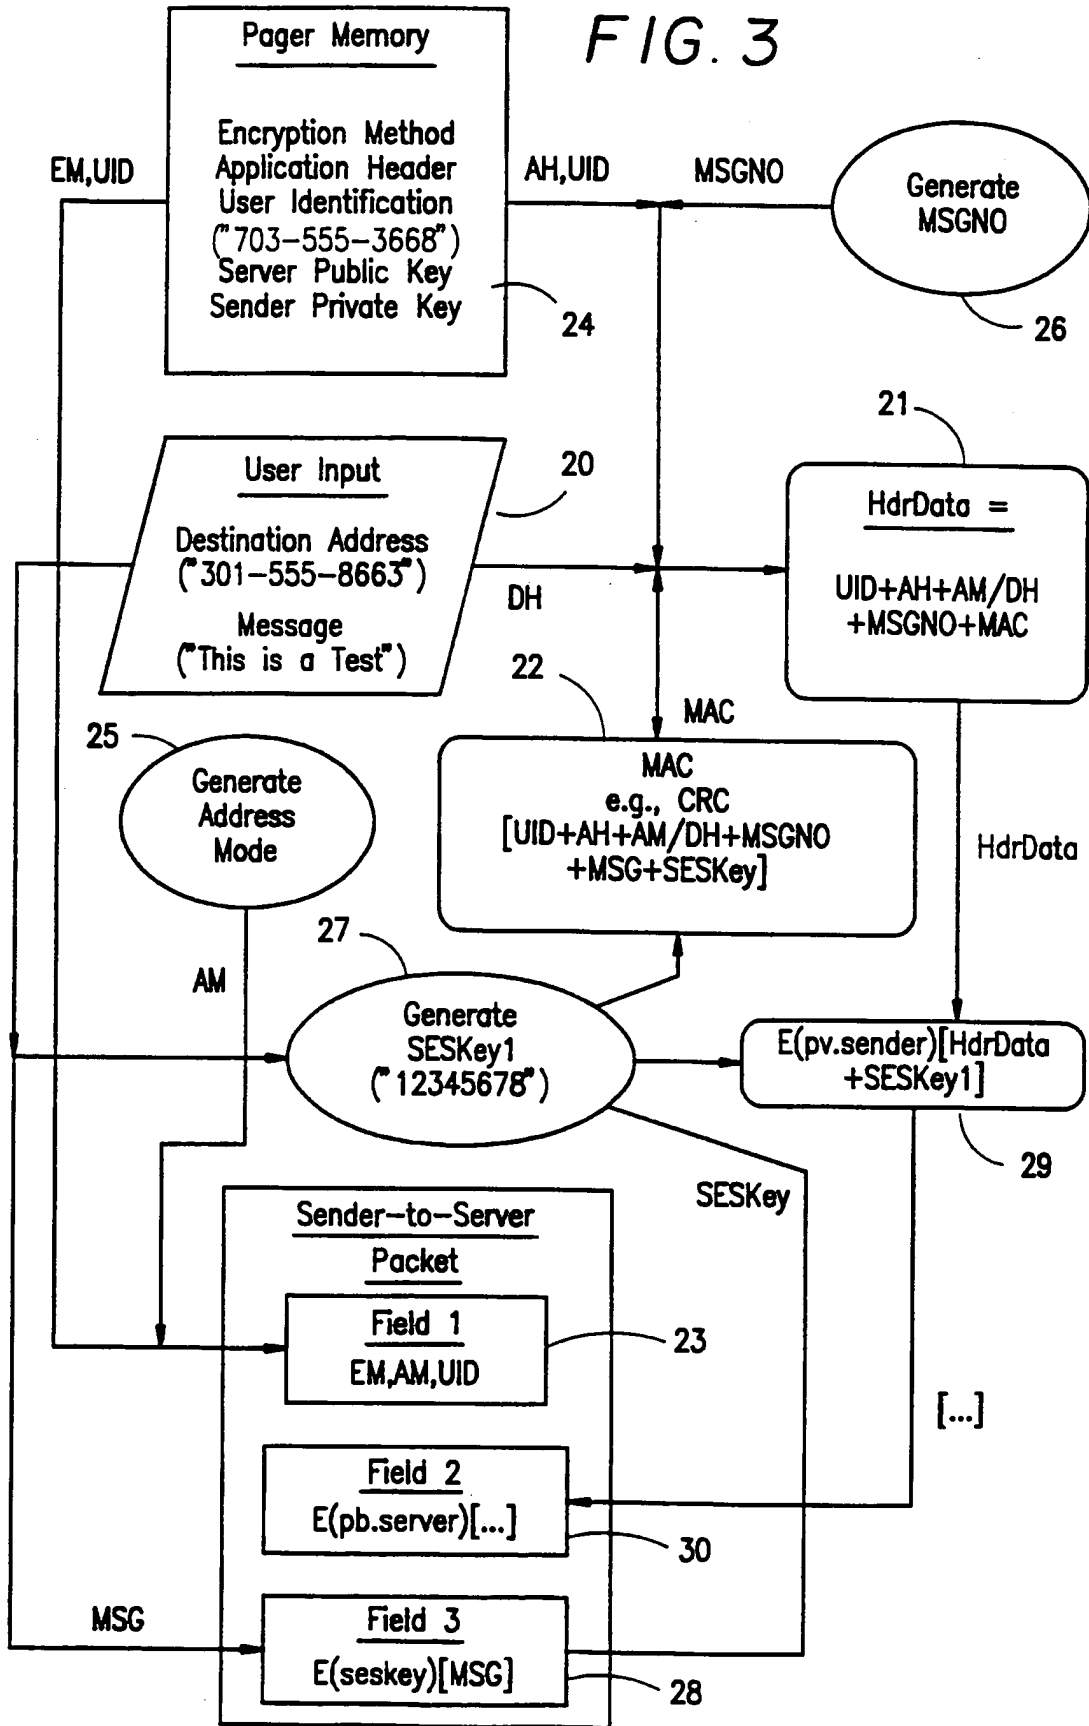 FIG. 3
Pager Memory
Encryption Method
Application Header
User Identification
("703-555-3668")
Server Public Key
Sender Private Key
24
EM,UID
AH,UID
MSGNO
Generate
MSGNO
26
User Input
Destination Address
("301-555-8663")
Message
("This is a Test")
20
DH
21
HdrData =
UID+AH+AM/DH
+MSGNO+MAC
22
MAC
MAC
e.g., CRC
[UID+AH+AM/DH+MSGNO
+MSG+SESKey]
HdrData
25
Generate
Address
Mode
AM
27
Generate
SESKey1
("12345678")
E(pv.sender)[HdrData
+SESKey1]
29
SESKey
Sender-to-Server
Packet
Field 1
EM,AM,UID
23
[...]
Field 2
E(pb.server)[...]
30
MSG
Field 3
E(seskey)[MSG]
28